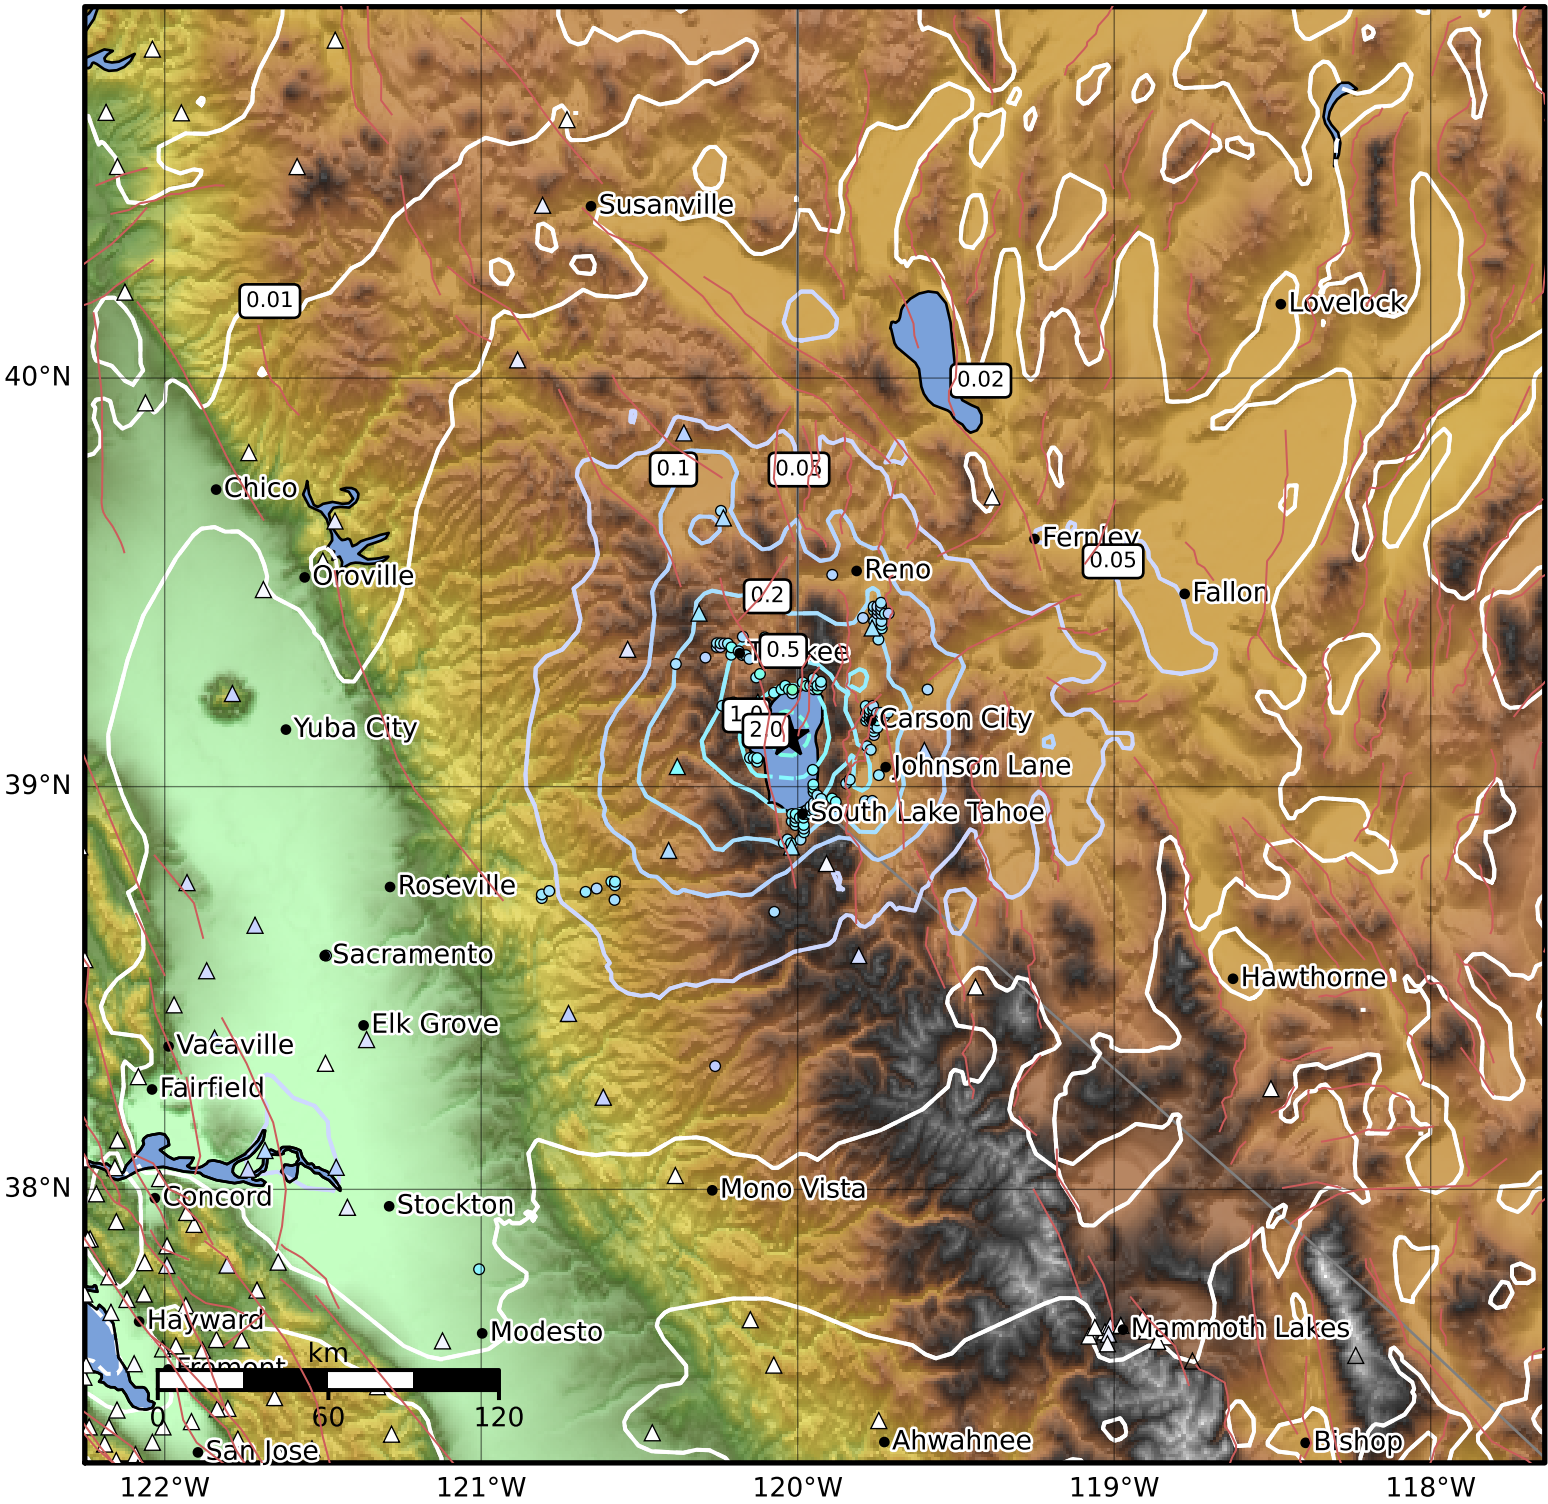 Susanville
0.01
Lovelock
40°N
0.02
0.1
0.05
Chico
Fernley
0.05
Oroville
Reno
Fallon
0.2
0.5
1.0
2.0
Carson City
Yuba City
Johnson Lane
39°N
South Lake Tahoe
Roseville
Sacramento
Hawthorne
Elk Grove
Vacaville
Fairfield
38°N
Concord
Stockton
Mono Vista
Hayward
Modesto
Mammoth Lakes
km
Fremont
0 60 120
San Jose
Ahwahnee
Bishop
122°W 121°W 120°W 119°W 118°W